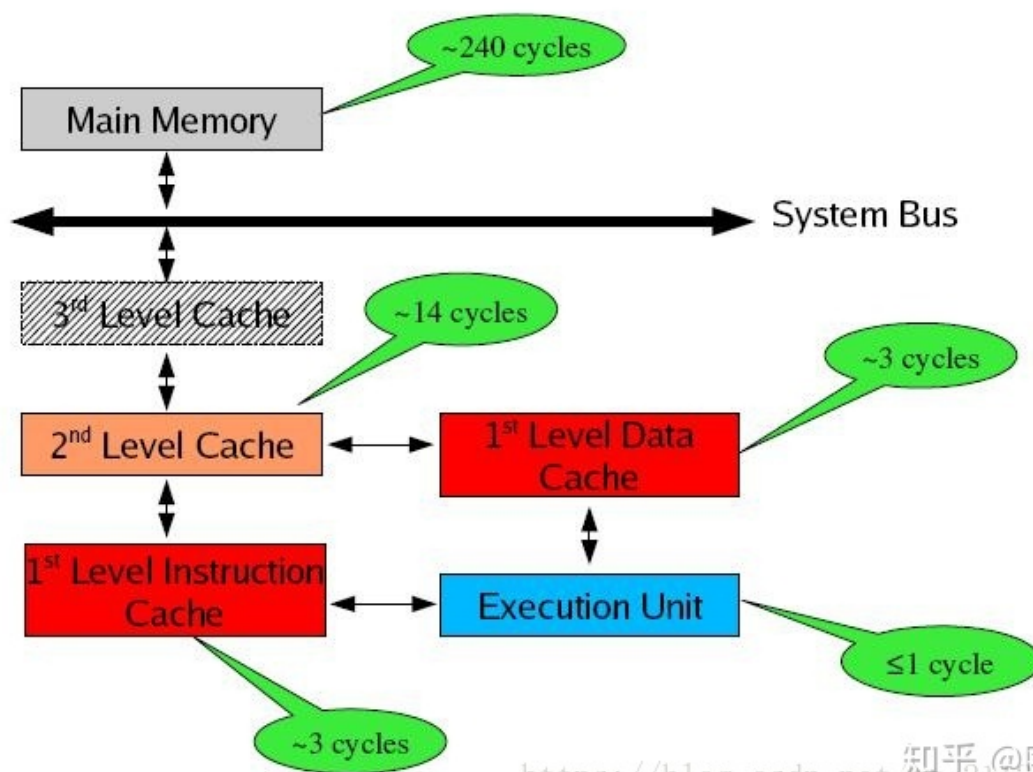 ~240 cycles
Main Memory
System Bus
3rd Level Cache
~14 cycles
~3 cycles
2nd Level Cache
1st Level Data
Cache
1st Level Instruction
Cache
Execution Unit
≤1 cycle
~3 cycles
知乎